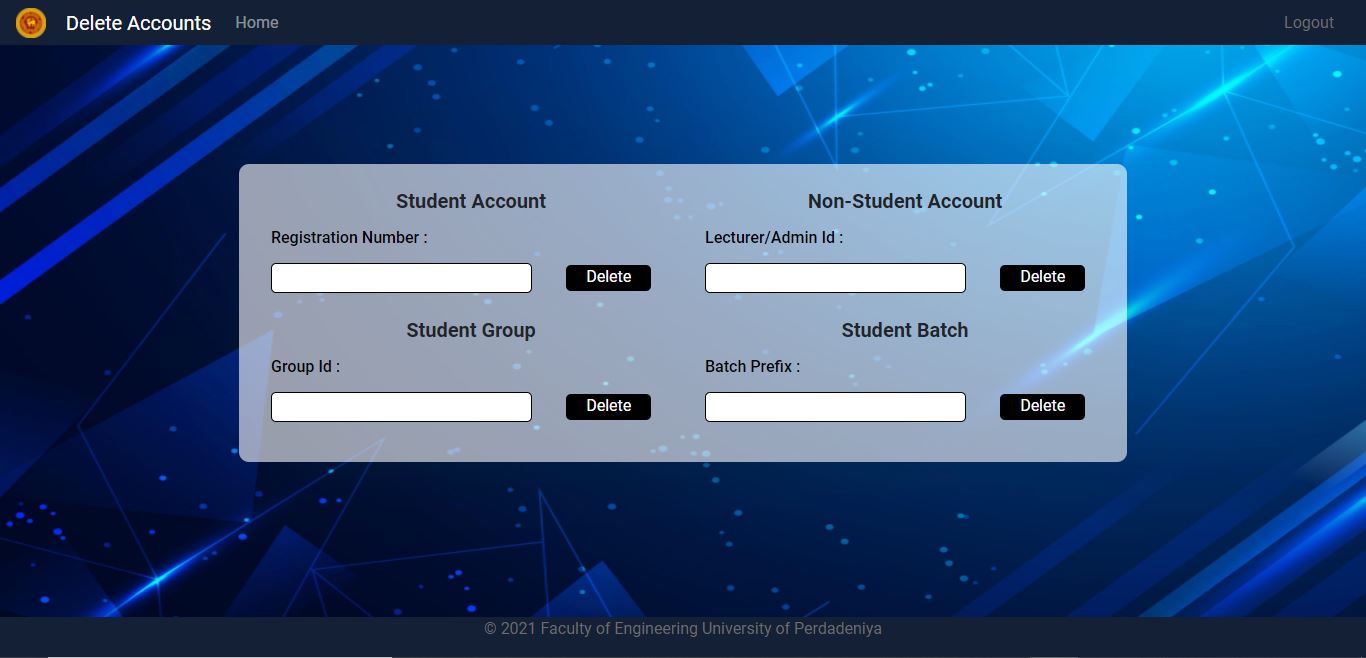 Delete Accounts Home Logout
Student Account
Registration Number :
Delete
Non-Student Account
Lecturer/Admin Id :
Delete
Student Group
Group Id :
Delete
Student Batch
Batch Prefix :
Delete
© 2021 Faculty of Engineering University of Perdadeniya